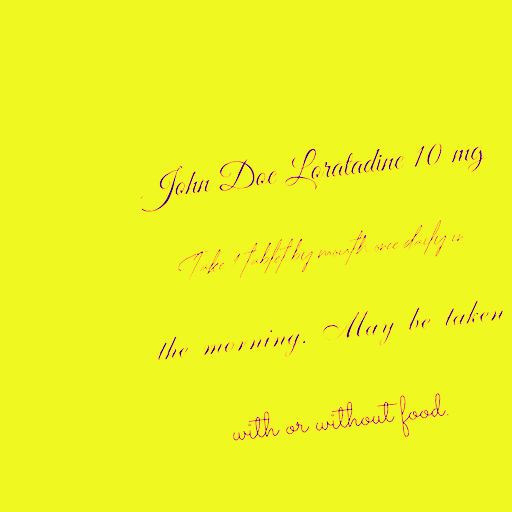 John Doe Loratadine 10 mg
Take 1 tablet by mouth once daily in
the morning. May be taken
with or without food.